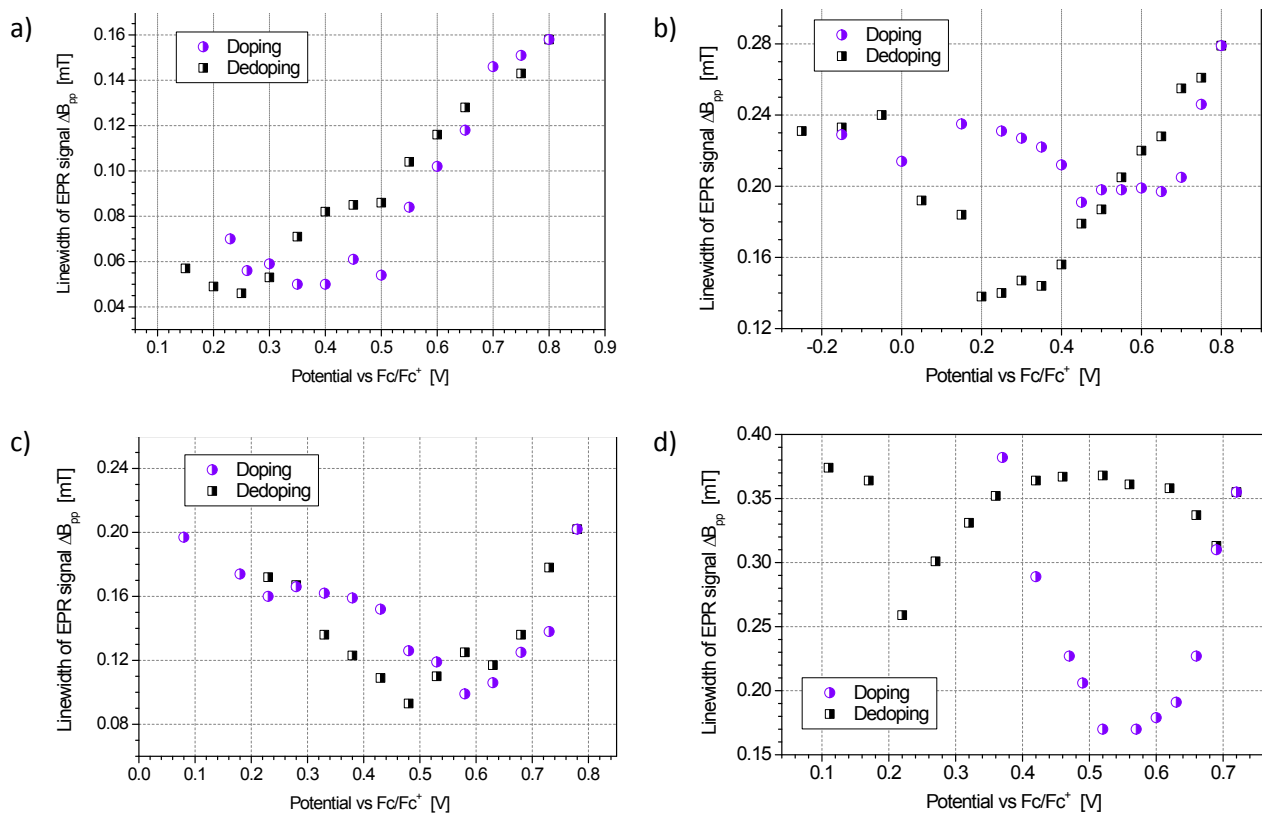 a)
0.16
0.14
0.12
0.10
0.08
0.06
0.04
Linewidth of EPR signal ΔBpp [mT]
Doping
Dedoping
0.1 0.2 0.3 0.4 0.5 0.6 0.7 0.8 0.9
Potential vs Fc/Fc+ [V]
b)
0.28
0.24
0.20
0.16
0.12
Linewidth of EPR signal ΔBpp [mT]
Doping
Dedoping
-0.2 0.0 0.2 0.4 0.6 0.8
Potential vs Fc/Fc+ [V]
c)
0.24
0.20
0.16
0.12
0.08
Linewidth of EPR signal ΔBpp [mT]
Doping
Dedoping
0.0 0.1 0.2 0.3 0.4 0.5 0.6 0.7 0.8
Potential vs Fc/Fc+ [V]
d)
0.40
0.35
0.30
0.25
0.20
0.15
Linewidth of EPR signal ΔBpp [mT]
Doping
Dedoping
0.1 0.2 0.3 0.4 0.5 0.6 0.7
Potential vs Fc/Fc+ [V]